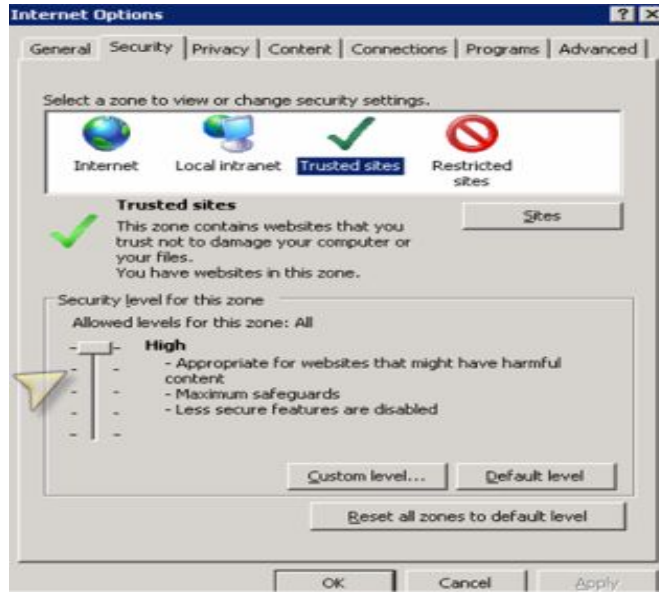 Internet Options
General Security Privacy Content Connections Programs Advanced
Select a zone to view or change security settings.
Internet Local intranet Trusted sites Restricted
sites
Trusted sites
Sites
This zone contains websites that you
trust not to damage your computer or
your files.
You have websites in this zone.
Security level for this zone
Allowed levels for this zone: All
High
- Appropriate for websites that might have harmful
content
- Maximum safeguards
- Less secure features are disabled
Custom level... Default level
Reset all zones to default level
OK Cancel Apply